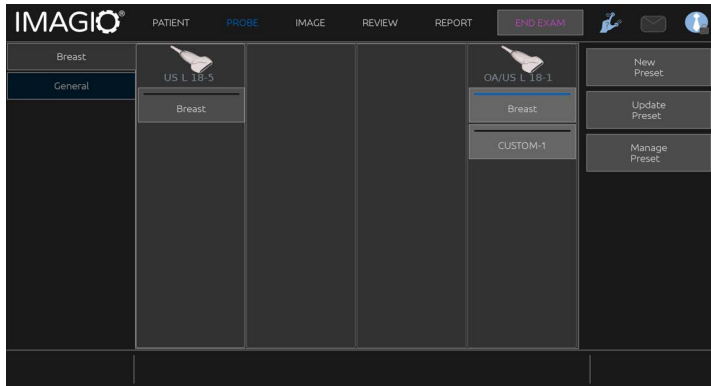 IMAGIO®
PATIENT
PROBE
IMAGE
REVIEW
REPORT
END EXAM
Breast
General
US L 18-5
Breast
OA/US L 18-1
Breast
CUSTOM-1
New
Preset
Update
Preset
Manage
Preset